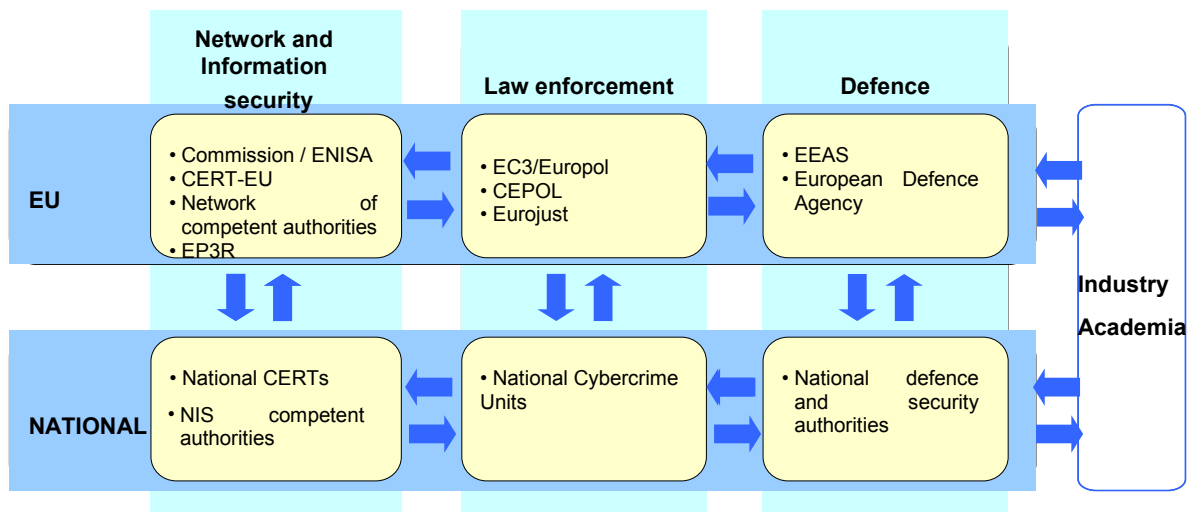 Network and
Information
security
Law enforcement
Defence
EU
• Commission / ENISA
• CERT-EU
• Network of
competent authorities
• EP3R
• EC3/Europol
• CEPOL
• Eurojust
• EEAS
• European Defence
Agency
Industry
Academia
NATIONAL
• National CERTs
• NIS competent
authorities
• National Cybercrime
Units
• National defence
and security
authorities